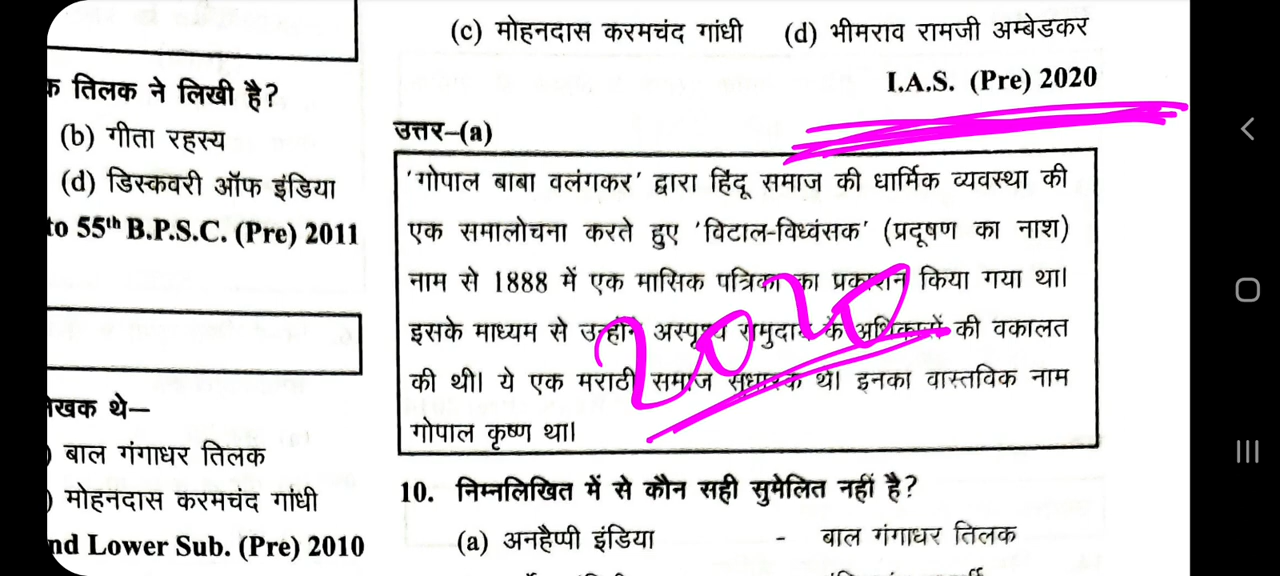 क तिलक ने लिखी है?
(b) गीता रहस्य
(d) डिस्कवरी ऑफ इंडिया
to 55th B.P.S.C. (Pre) 2011
लेखक थे–
) बाल गंगाधर तिलक
) मोहनदास करमचंद गांधी
nd Lower Sub. (Pre) 2010
(c) मोहनदास करमचंद गांधी (d) भीमराव रामजी अम्बेडकर
I.A.S. (Pre) 2020
उत्तर–(a)
'गोपाल बाबा वलंगकर' द्वारा हिंदू समाज की धार्मिक व्यवस्था की
एक समालोचना करते हुए 'विटाल-विध्वंसक' (प्रदूषण का नाश)
नाम से 1888 में एक मासिक पत्रिका का प्रकाशन किया गया था।
इसके माध्यम से उन्होंने अस्पृश्य समुदाय के अधिकारों की वकालत
की थी। ये एक मराठी समाज सुधारक थे। इनका वास्तविक नाम
गोपाल कृष्ण था।
2020
10. निम्नलिखित में से कौन सही सुमेलित नहीं है?
(a) अनहैप्पी इंडिया - बाल गंगाधर तिलक